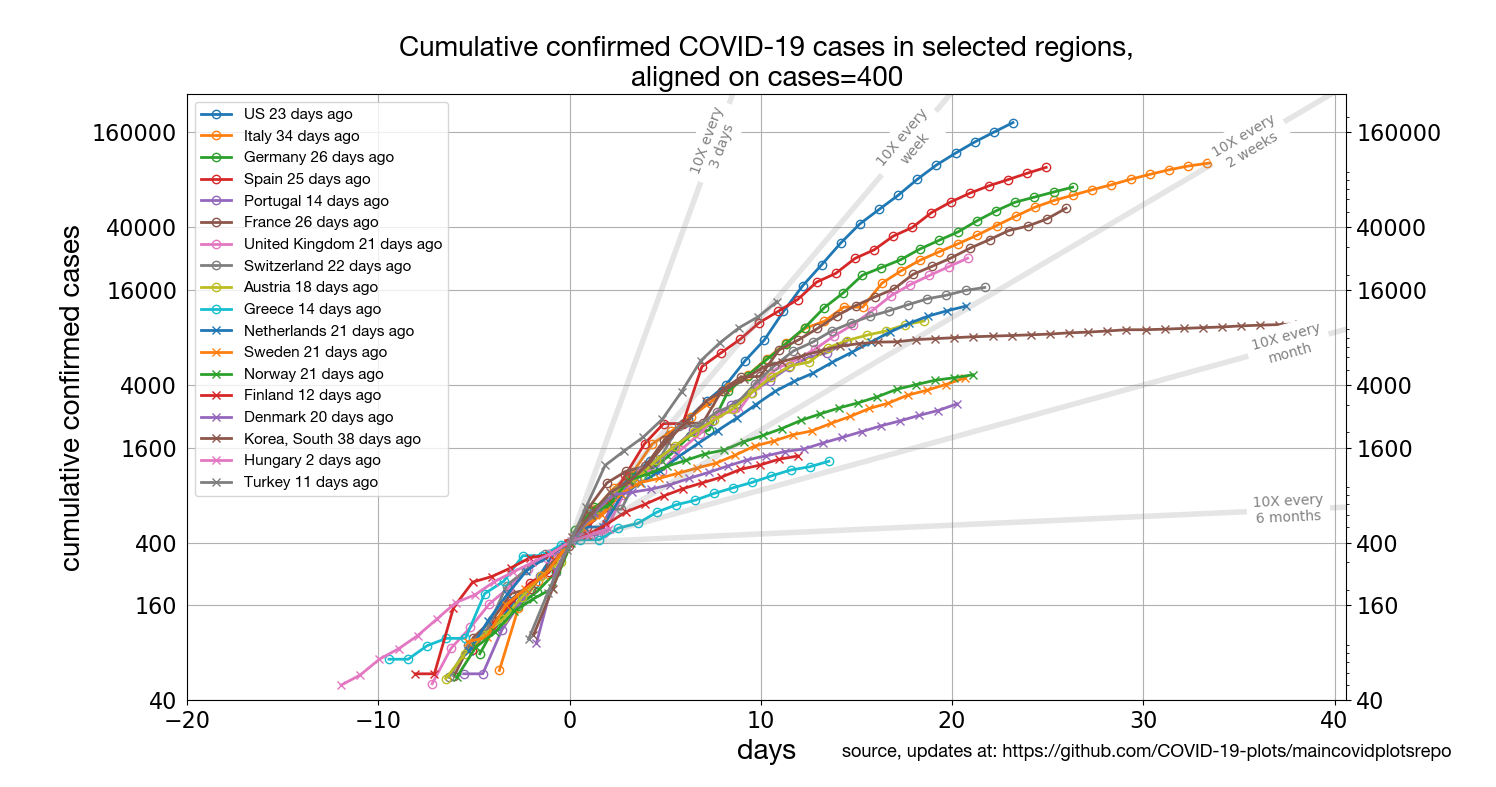 Cumulative confirmed COVID-19 cases in selected regions,
aligned on cases=400
US 23 days ago
Italy 34 days ago
Germany 26 days ago
Spain 25 days ago
Portugal 14 days ago
France 26 days ago
United Kingdom 21 days ago
Switzerland 22 days ago
Austria 18 days ago
Greece 14 days ago
Netherlands 21 days ago
Sweden 21 days ago
Norway 21 days ago
Finland 12 days ago
Denmark 20 days ago
Korea, South 38 days ago
Hungary 2 days ago
Turkey 11 days ago
10X every
3 days
10X every
week
10X every
2 weeks
10X every
month
10X every
6 months
cumulative confirmed cases
160000
40000
16000
4000
1600
400
160
40
160000
40000
16000
4000
1600
400
160
40
−20
−10
0
10
20
30
40
days
source, updates at: https://github.com/COVID-19-plots/maincovidplotsrepo